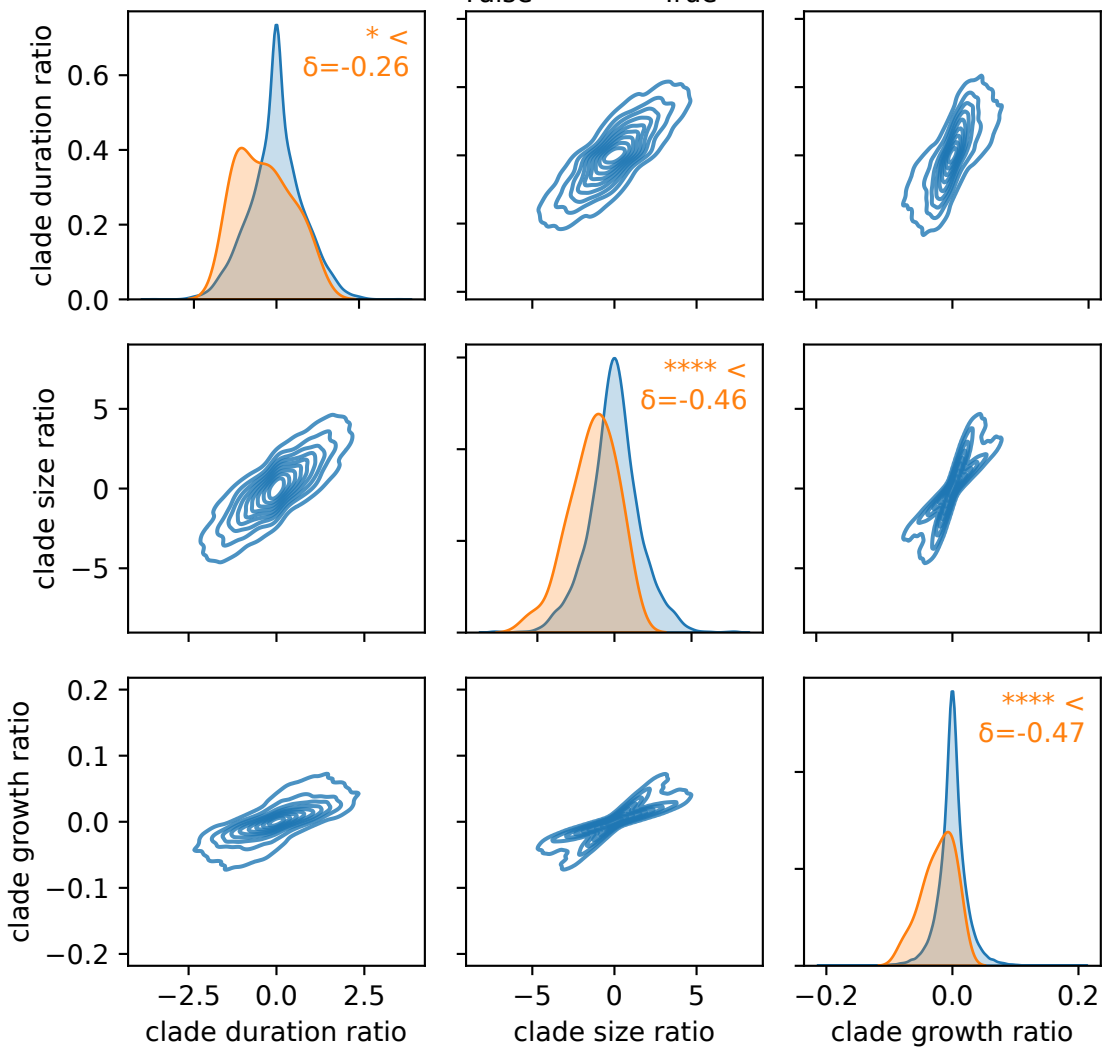 clade duration ratio
0.6
0.4
0.2
0.0
* <
δ=-0.26
clade size ratio
5
0
−5
**** <
δ=-0.46
clade growth ratio
0.2
0.1
0.0
−0.1
−0.2
**** <
δ=-0.47
−2.5 0.0 2.5
−5 0 5
−0.2 0.0 0.2
clade duration ratio
clade size ratio
clade growth ratio